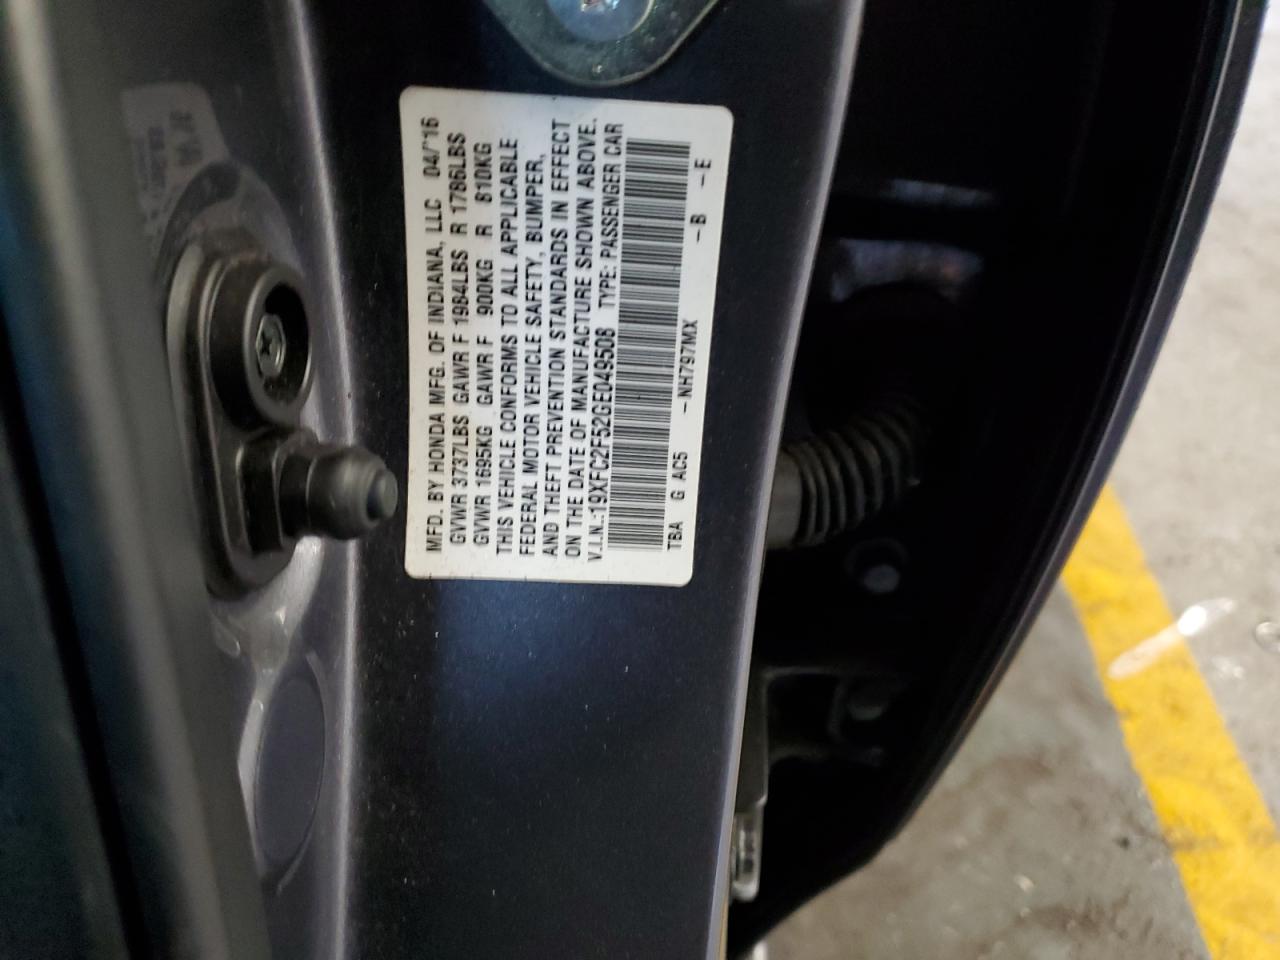 MFD. BY HONDA MFG. OF INDIANA, LLC 04/'16
GVWR 3737LBS GAWR F 1984LBS R 1786LBS
GVWR 1695KG GAWR F 900KG R 810KG
THIS VEHICLE CONFORMS TO ALL APPLICABLE
FEDERAL MOTOR VEHICLE SAFETY, BUMPER,
AND THEFT PREVENTION STANDARDS IN EFFECT
ON THE DATE OF MANUFACTURE SHOWN ABOVE.
V.I.N.:19XFC2F52GE049508 TYPE: PASSENGER CAR
TBA G AC5 -NH797MX -B -E